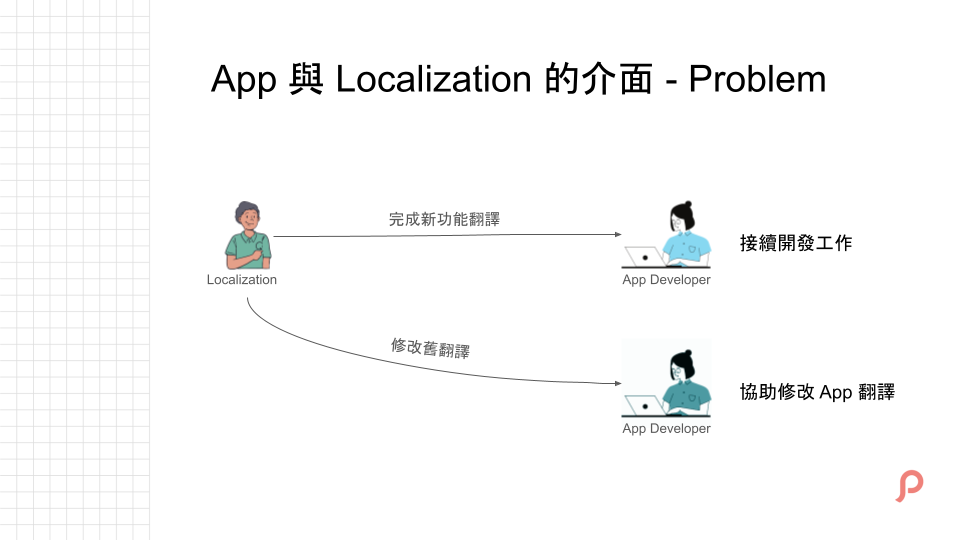 App 與 Localization 的介面 - Problem
完成新功能翻譯
接續開發工作
Localization
App Developer
修改舊翻譯
協助修改 App 翻譯
App Developer